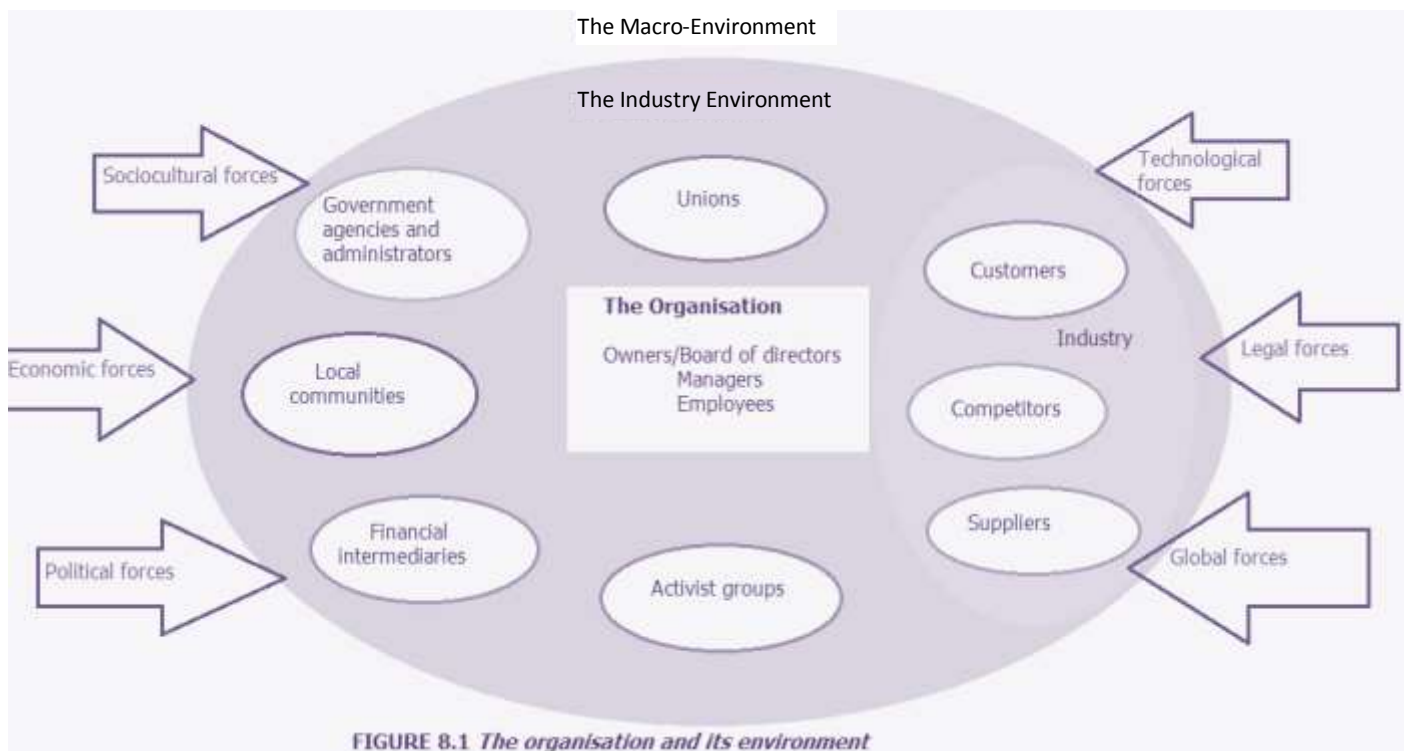 The Macro-Environment
The Industry Environment
Sociocultural forces
Government
agencies and
administrators
Unions
Technological
forces
Customers
The Organisation
Owners/Board of directors
Managers
Employees
Industry
Legal forces
Economic forces
Local
communities
Competitors
Financial
intermediaries
Suppliers
Political forces
Activist groups
Global forces
FIGURE 8.1 The organisation and its environment